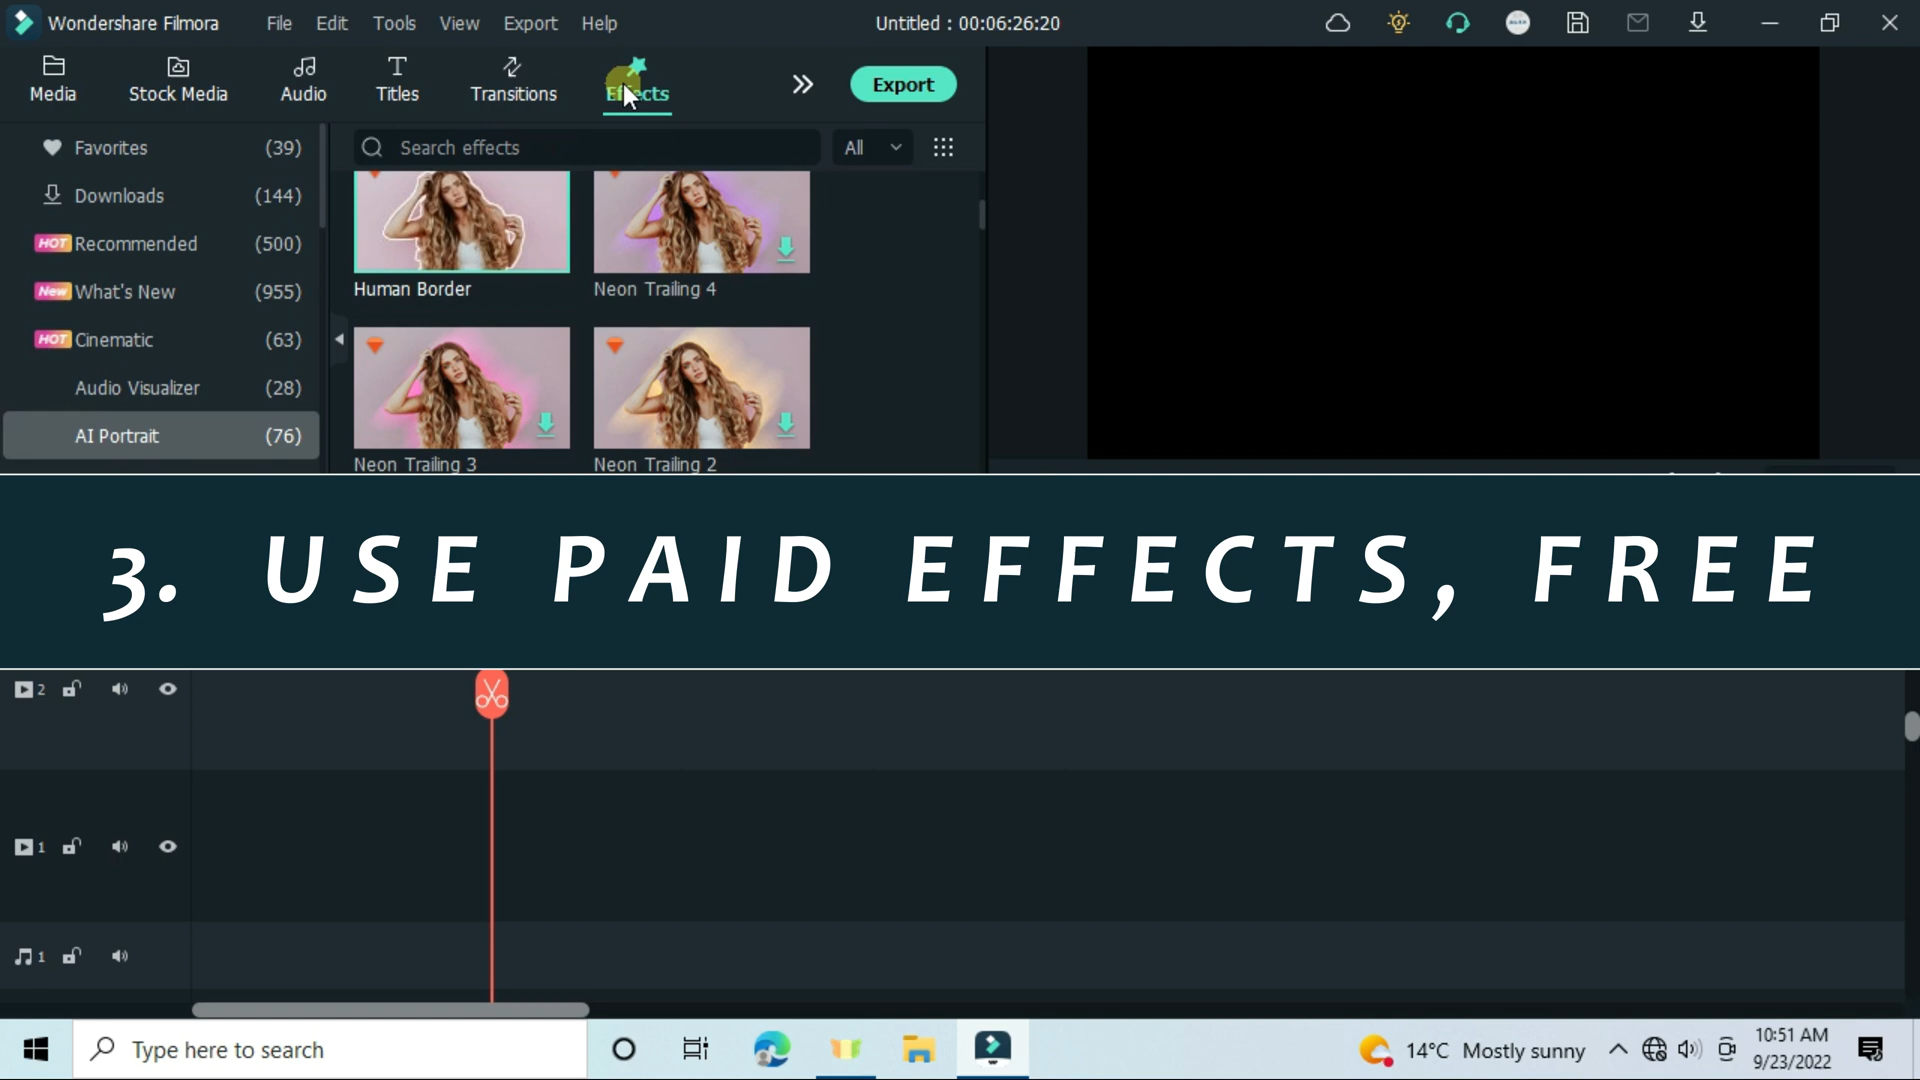 Wondershare Filmora File Edit Tools View Export Help Untitled : 00:06:26:20
Media Stock Media Audio Titles Transitions Effects Export
Favorites (39)
Search effects All
Downloads (144)
HOT Recommended (500)
New What's New (955)
Human Border Neon Trailing 4
HOT Cinematic (63)
Audio Visualizer (28)
AI Portrait (76)
Neon Trailing 3 Neon Trailing 2
3. USE PAID EFFECTS, FREE
2
1
1
Type here to search
14°C Mostly sunny
10:51 AM
9/23/2022